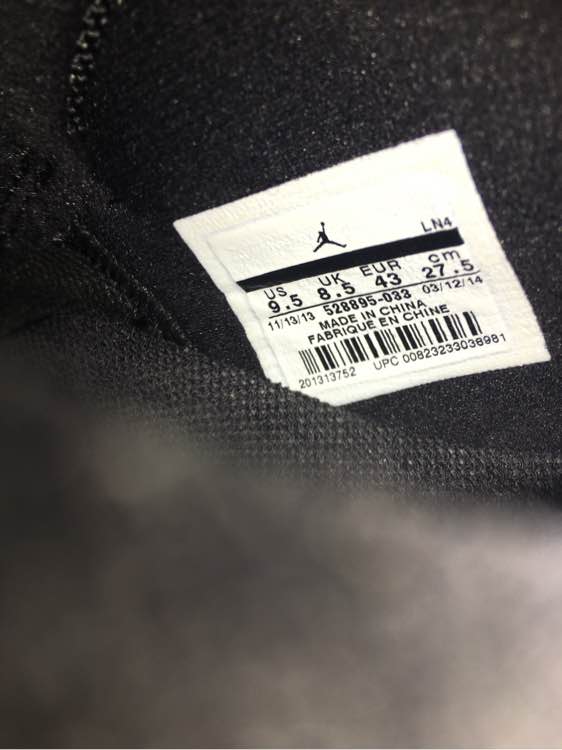 LN4
US UK EUR cm
9.5 8.5 43 27.5
11/13/13 528895-033 03/12/14
MADE IN CHINA
FABRIQUE EN CHINE
201313752 UPC 00823233038981